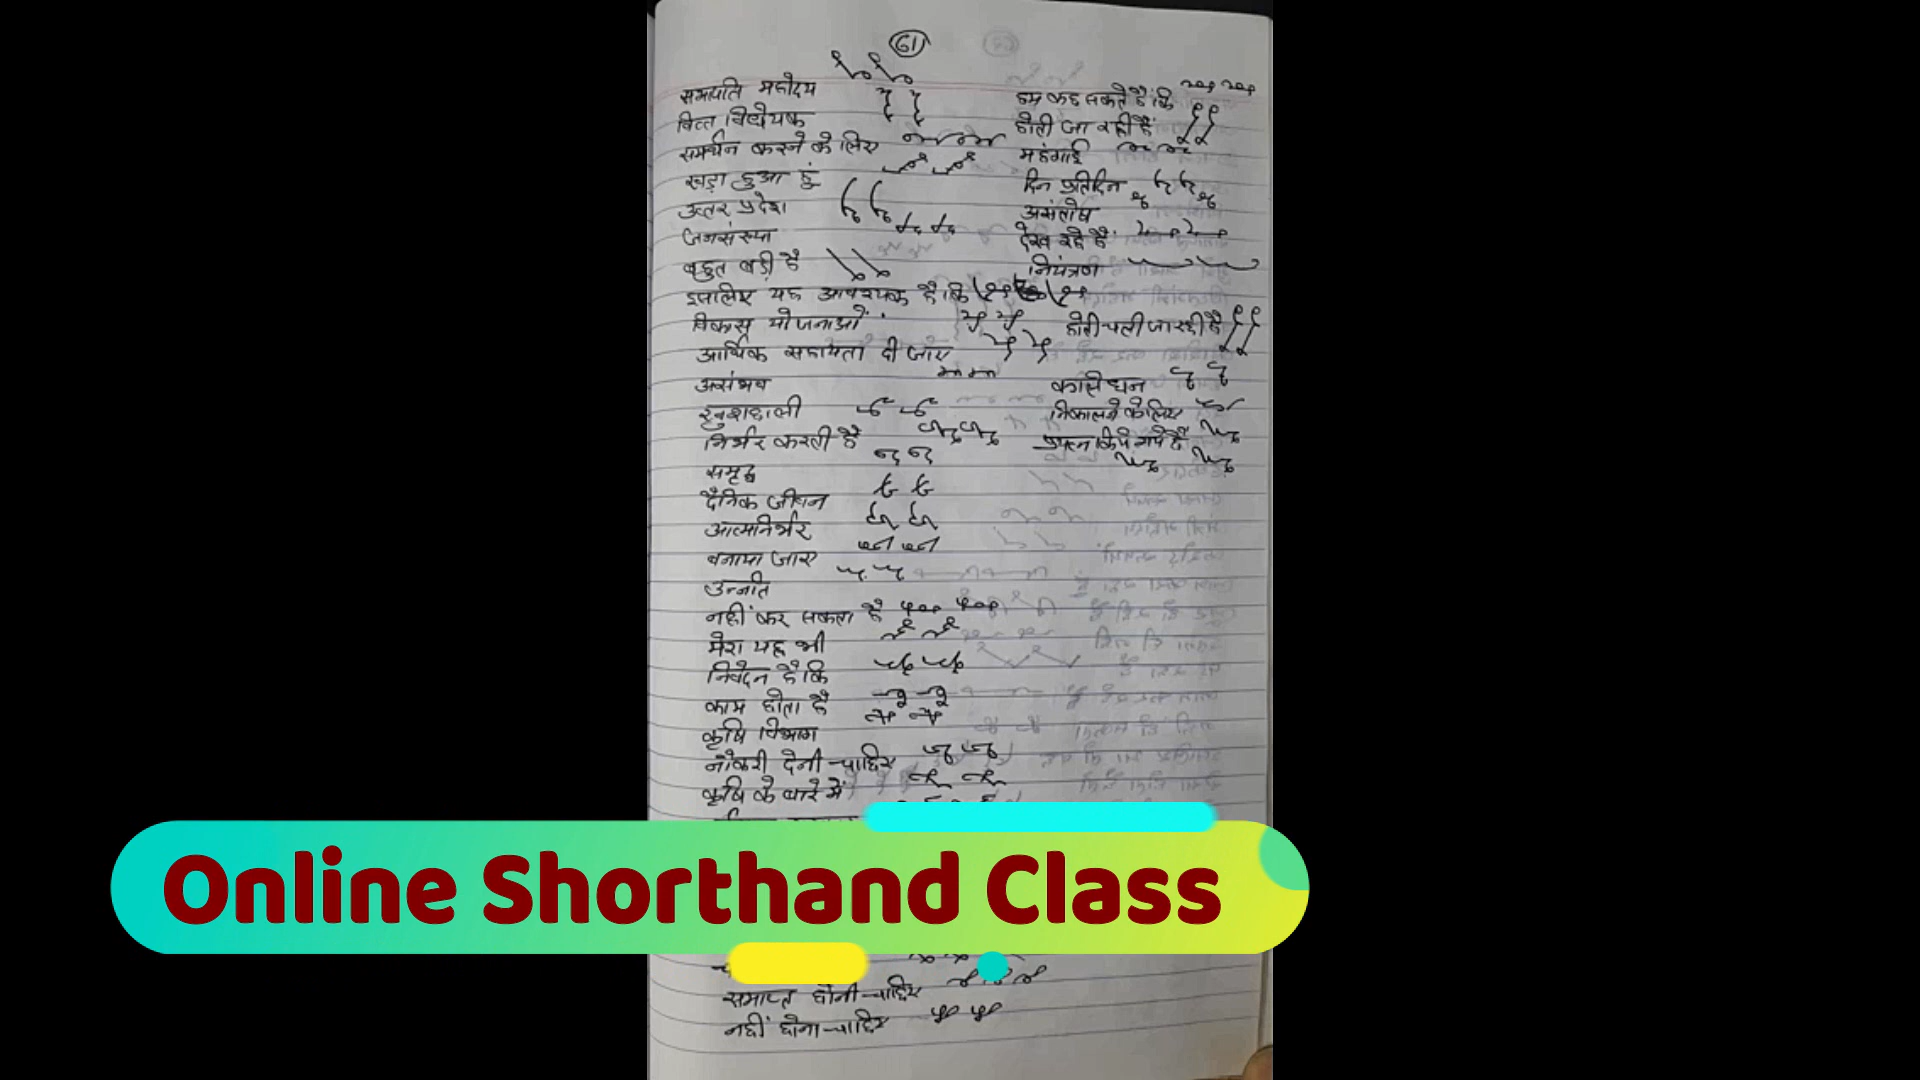 61
सभापति महोदय
वित्त विधेयक
समर्थन करने के लिए
खड़ा हुआ हूं
उत्तर प्रदेश
जनसंख्या
बहुत बड़ी है
इसलिए यह आवश्यक है कि
विकास योजनाओं
आर्थिक सहायता दी जाए
असंभव
खुशहाली
निर्भर करती है
समृद्ध
दैनिक जीवन
आत्मनिर्भर
बनाया जाए
उन्नति
नहीं कर सकता है
मेरा यह भी
निवेदन है कि
काम होता है
कृषि विभाग
नौकरी देनी चाहिए
कृषि के बारे में
समाप्त होनी चाहिए
नहीं होना चाहिए
हम कह सकते हैं कि
होती जा रही है
महंगाई
दिन प्रतिदिन
असंतोष
देख रहे हैं
नियंत्रण
होती चली जा रही है
काले धन
निकालने के लिए
प्रयत्न किये गये हैं
Online Shorthand Class